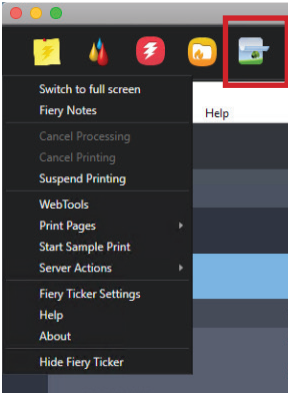 Switch to full screen
Fiery Notes
Help
Cancel Processing
Cancel Printing
Suspend Printing
WebTools
Print Pages
Start Sample Print
Server Actions
Fiery Ticker Settings
Help
About
Hide Fiery Ticker